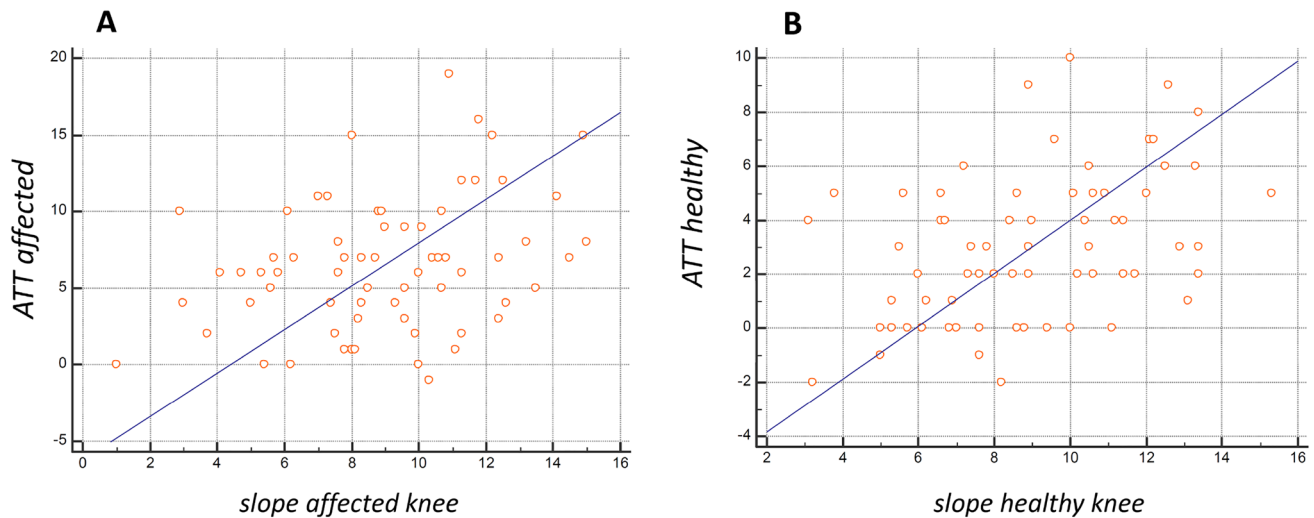 A
20
15
10
5
0
-5
ATT affected
0 2 4 6 8 10 12 14 16
slope affected knee
B
10
8
6
4
2
0
-2
-4
ATT healthy
2 4 6 8 10 12 14 16
slope healthy knee